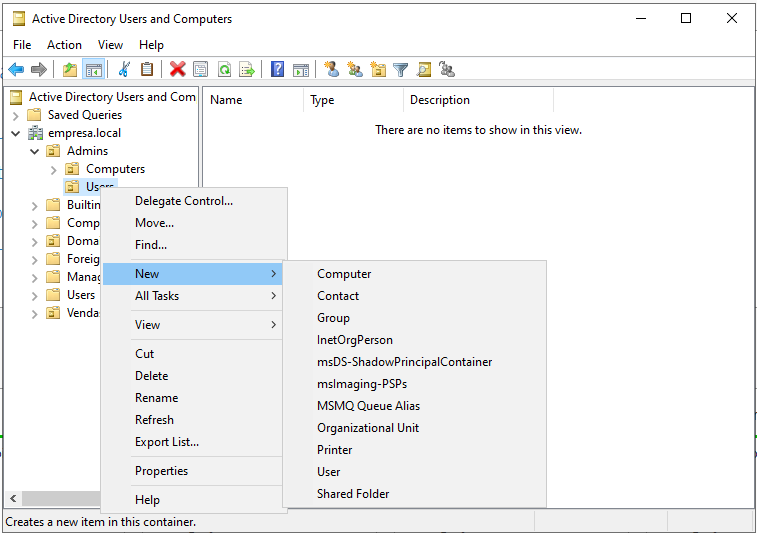 Active Directory Users and Computers
File Action View Help
Active Directory Users and Com
Saved Queries
empresa.local
Admins
Computers
Users
Builtin
Comp
Doma
Foreig
Manag
Users
Vendas
Name Type Description
There are no items to show in this view.
Delegate Control...
Move...
Find...
New
All Tasks
View
Cut
Delete
Rename
Refresh
Export List...
Properties
Help
Computer
Contact
Group
InetOrgPerson
msDS-ShadowPrincipalContainer
msImaging-PSPs
MSMQ Queue Alias
Organizational Unit
Printer
User
Shared Folder
Creates a new item in this container.